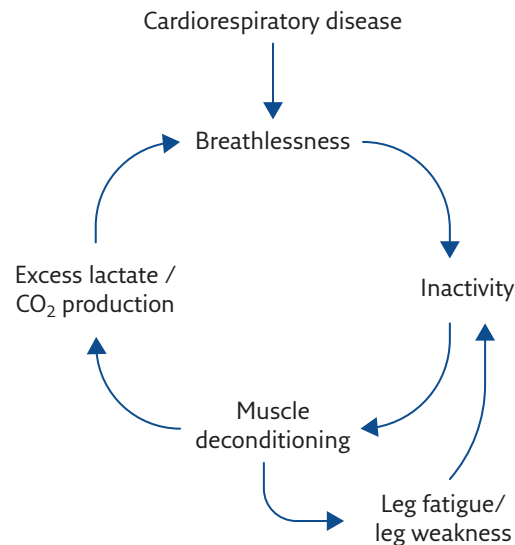 Cardiorespiratory disease
Breathlessness
Excess lactate /
CO₂ production
Inactivity
Muscle
deconditioning
Leg fatigue/
leg weakness